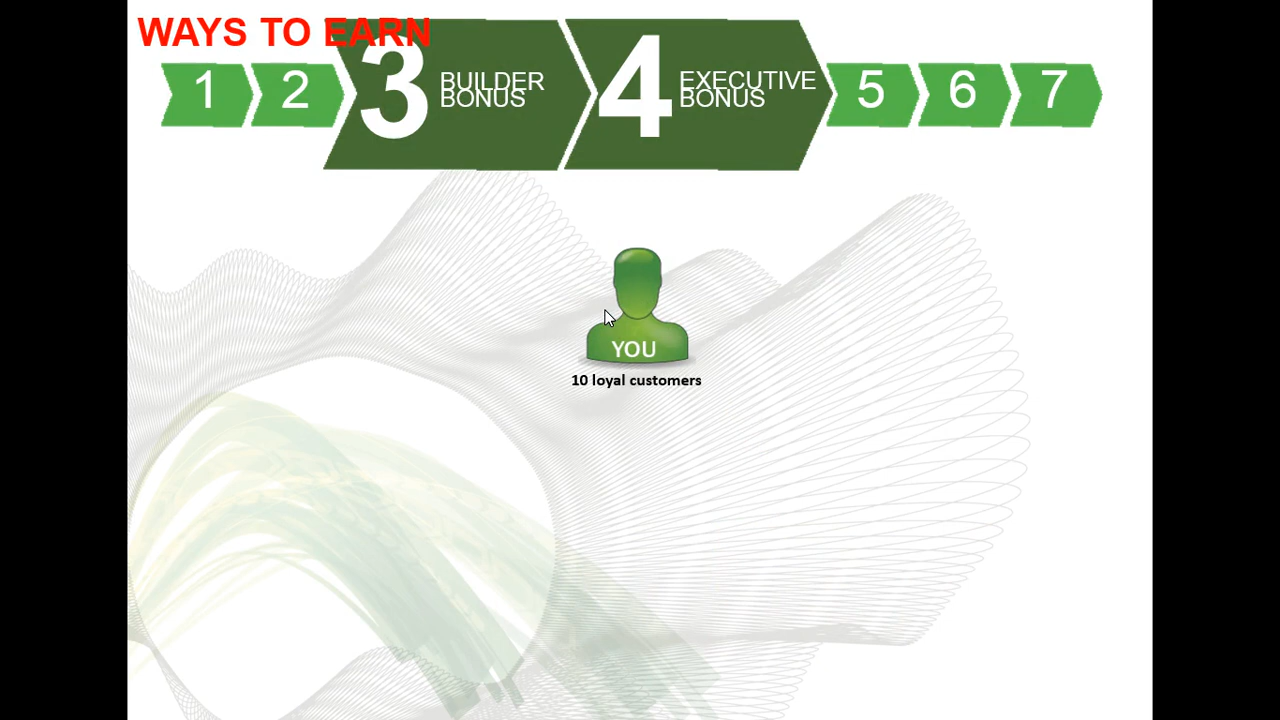 WAYS TO EARN
1
2
3
BUILDER
BONUS
4
EXECUTIVE
BONUS
5
6
7
YOU
10 loyal customers